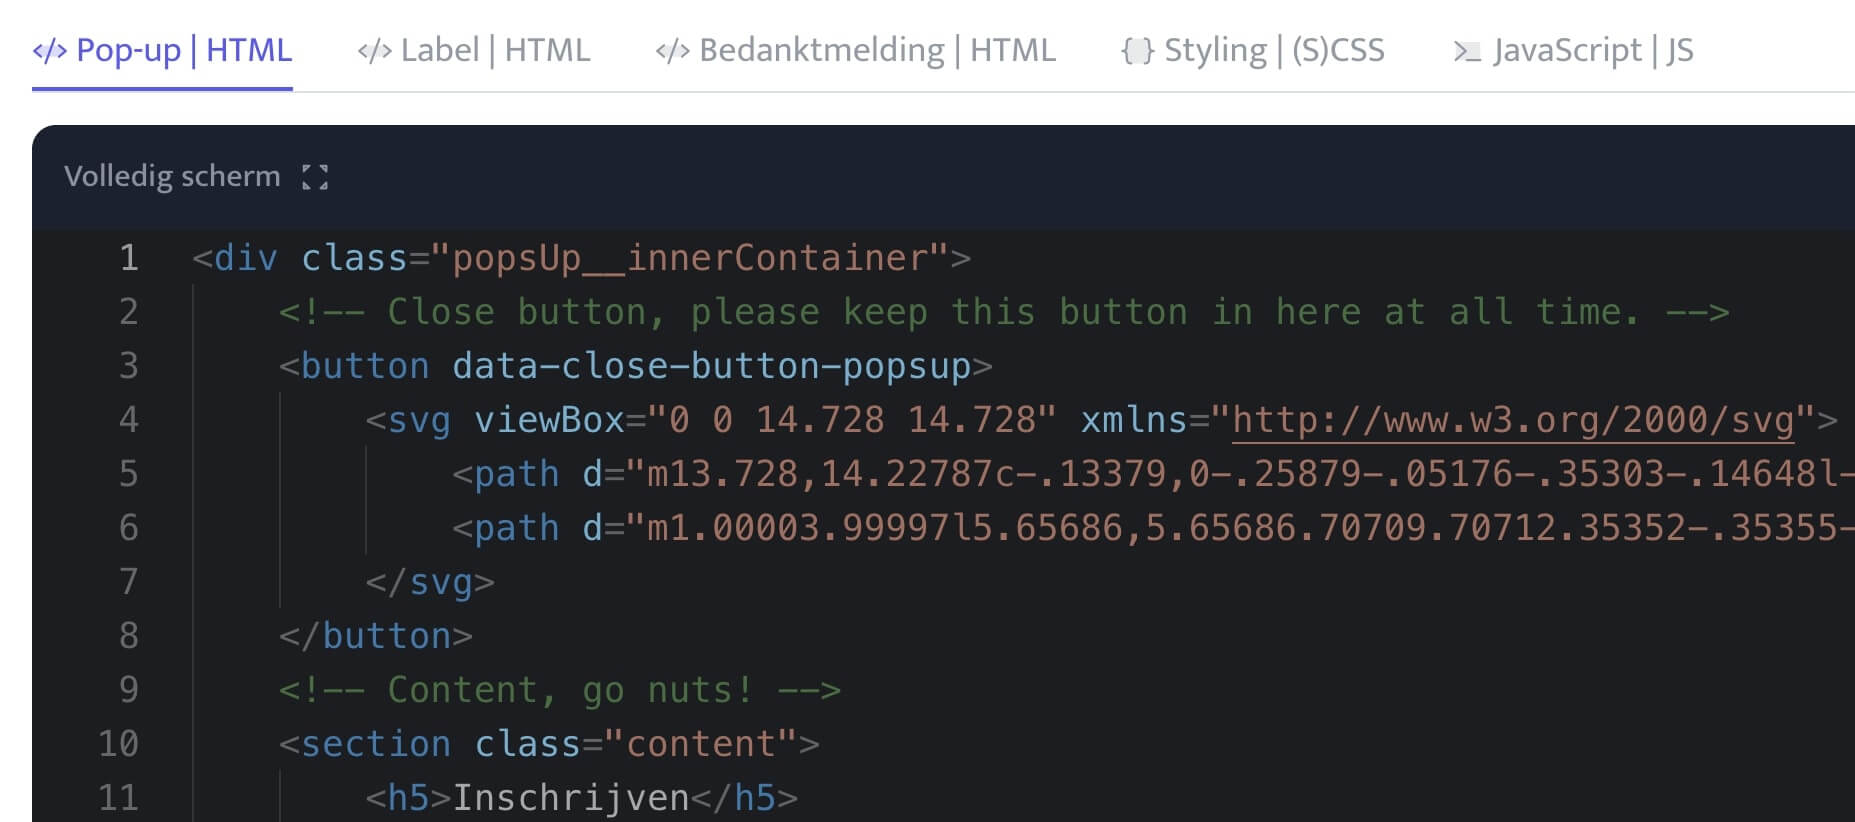 </> Pop-up | HTML </> Label | HTML </> Bedanktmelding | HTML {} Styling | (S)CSS >_ JavaScript | JS
Volledig scherm
1 <div class="popsUp__innerContainer">
2 <!-- Close button, please keep this button in here at all time. -->
3 <button data-close-button-popsup>
4 <svg viewBox="0 0 14.728 14.728" xmlns="http://www.w3.org/2000/svg">
5 <path d="m13.728,14.22787c-.13379,0-.25879-.05176-.35303-.14648l-
6 <path d="m1.00003.99997l5.65686,5.65686.70709.70712.35352-.35355-
7 </svg>
8 </button>
9 <!-- Content, go nuts! -->
10 <section class="content">
11 <h5>Inschrijven</h5>